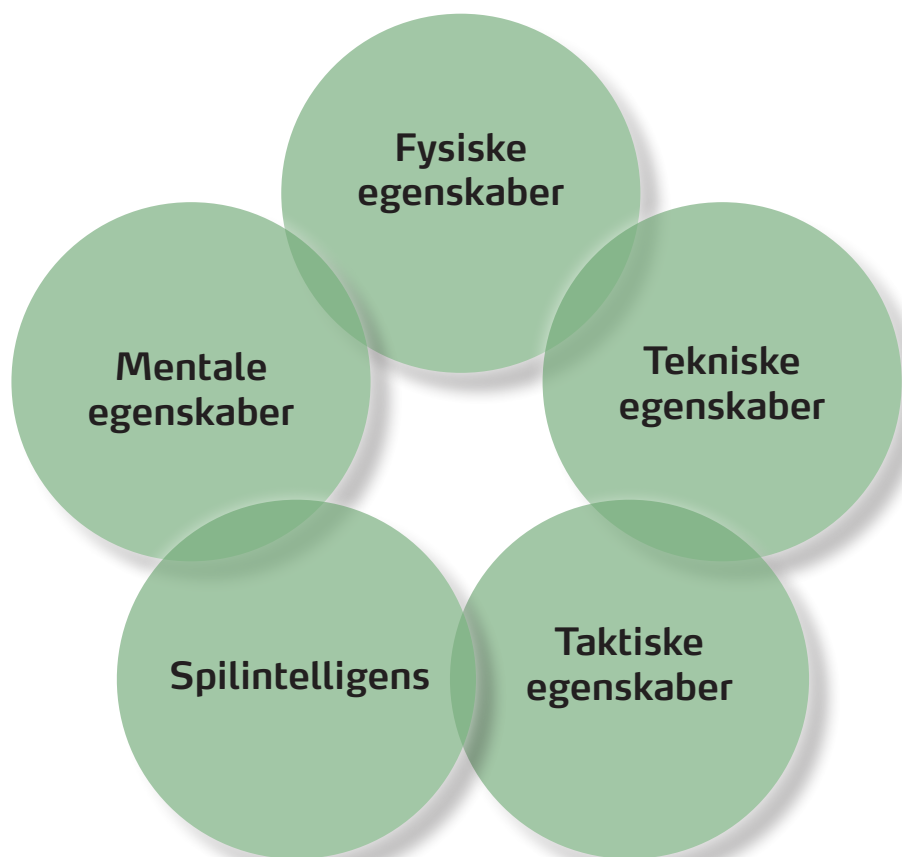 Fysiske
egenskaber
Tekniske
egenskaber
Taktiske
egenskaber
Spilintelligens
Mentale
egenskaber